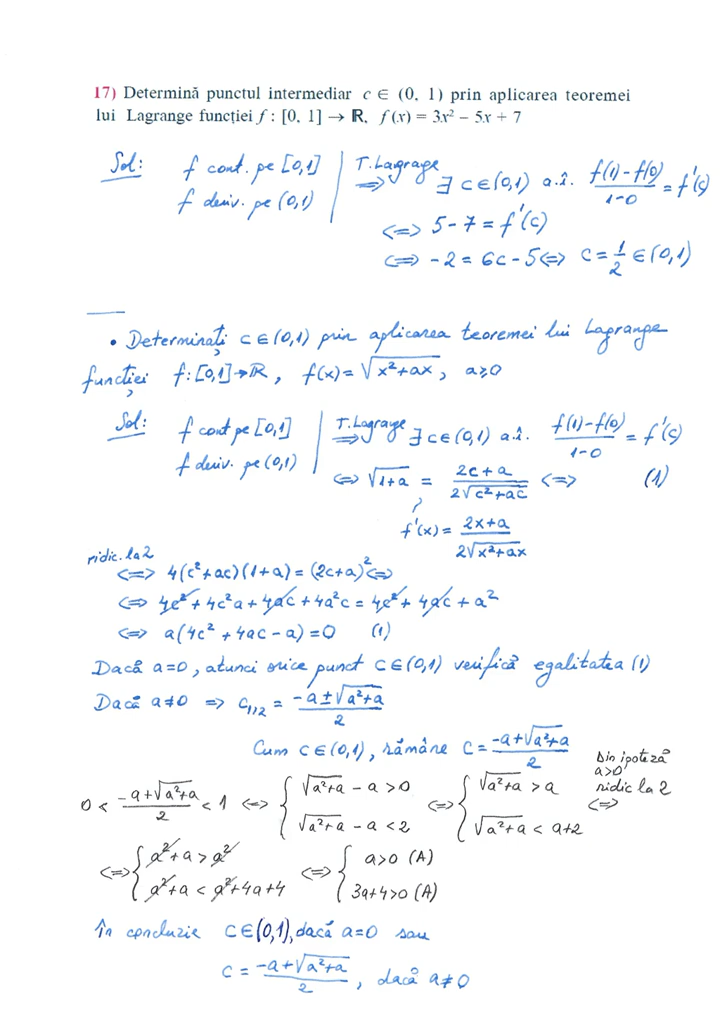 17) Determină punctul intermediar c ∈ (0, 1) prin aplicarea teoremei
lui Lagrange funcției f : [0, 1] → ℝ, f(x) = 3x² – 5x + 7
Sol: f cont. pe [0,1] | T.Lagrange => ∃ c∈(0,1) a.î. (f(1)-f(0))/(1-0) = f'(c)
f deriv. pe (0,1) |
<=> 5-7 = f'(c)
<=> -2 = 6c-5 <=> c = 1/2 ∈ (0,1)
• Determinați c∈(0,1) prin aplicarea teoremei lui Lagrange
funcției f:[0,1]→ℝ, f(x)=√(x²+ax), a≥0
Sol: f cont pe [0,1] | T.Lagrange => ∃ c∈(0,1) a.î. (f(1)-f(0))/(1-0) = f'(c)
f deriv. pe (0,1) |
<=> √(1+a) = (2c+a)/(2√(c²+ac)) <=> (1)
f'(x) = (2x+a)/(2√(x²+ax))
ridic. la 2
<=> 4(c²+ac)(1+a) = (2c+a)² <=>
<=> 4c² + 4c²a + 4ac + 4a²c = 4c² + 4ac + a²
<=> a(4c² + 4ac - a) = 0 (1)
Dacă a=0, atunci orice punct c∈(0,1) verifică egalitatea (1)
Dacă a≠0 => c₁,₂ = (-a±√(a²+a))/2
Cum c∈(0,1), rămâne c = (-a+√(a²+a))/2
0 < (-a+√(a²+a))/2 < 1 <=> { √(a²+a) - a > 0 <=> { √(a²+a) > a Din ipoteză a>0 ridic la 2 <=>
√(a²+a) - a < 2 √(a²+a) < a+2
<=> { a²+a > a² <=> { a>0 (A)
a²+a < a²+4a+4 3a+4>0 (A)
În concluzie c∈(0,1), dacă a=0 sau
c = (-a+√(a²+a))/2, dacă a≠0